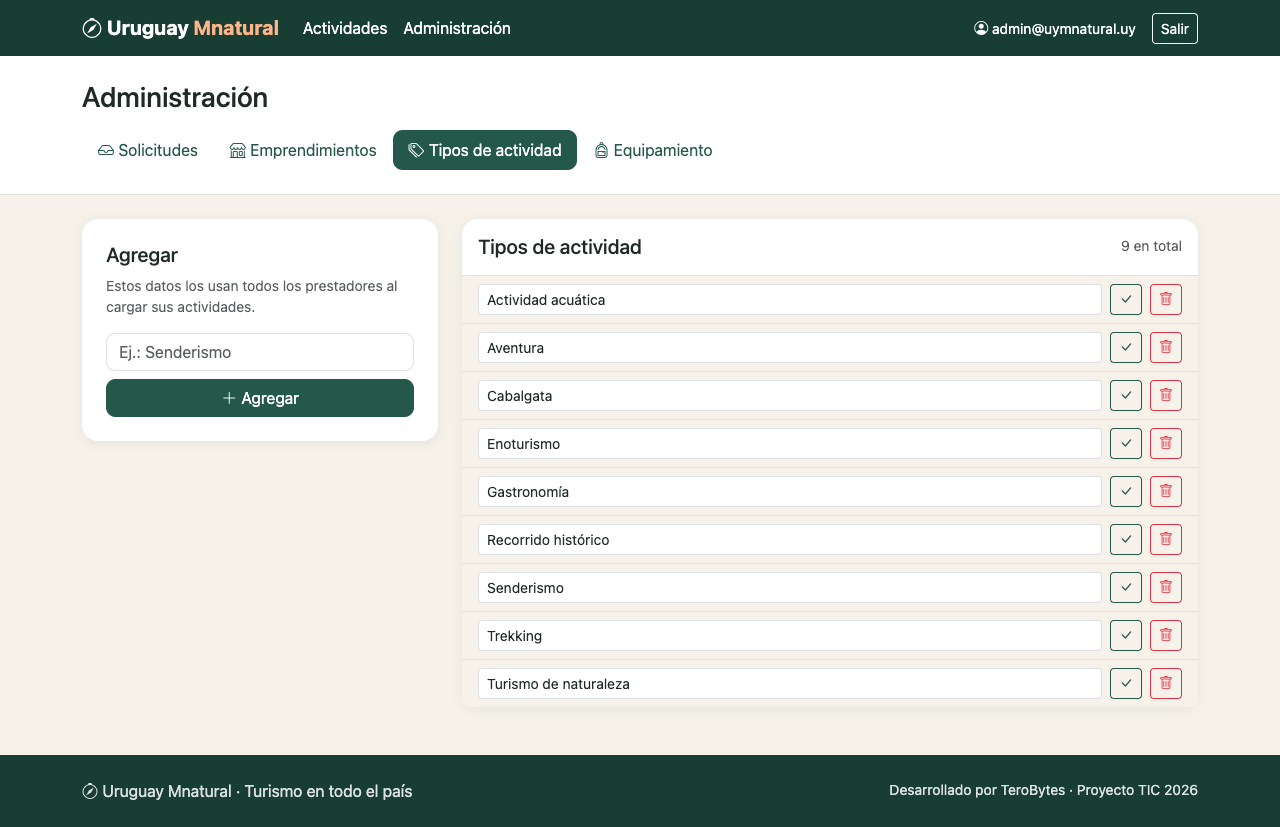 Uruguay Mnatural Actividades Administración admin@uymnatural.uy Salir
Administración
Solicitudes Emprendimientos Tipos de actividad Equipamiento
Agregar
Estos datos los usan todos los prestadores al
cargar sus actividades.
Ej.: Senderismo
+ Agregar
Tipos de actividad 9 en total
Actividad acuática
Aventura
Cabalgata
Enoturismo
Gastronomía
Recorrido histórico
Senderismo
Trekking
Turismo de naturaleza
Uruguay Mnatural · Turismo en todo el país
Desarrollado por TeroBytes · Proyecto TIC 2026